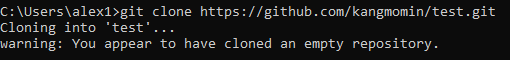 C:\Users\alex1>git clone https://github.com/kangmomin/test.git
Cloning into 'test'...
warning: You appear to have cloned an empty repository.